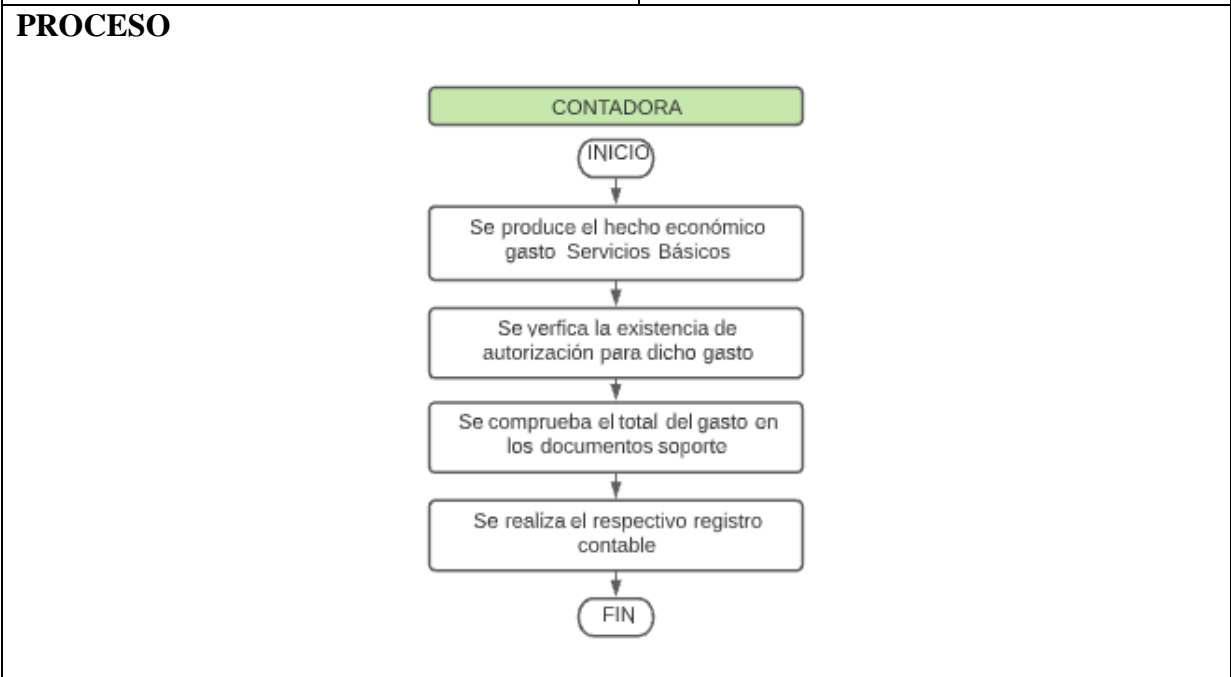 PROCESO
CONTADORA
INICIO
Se produce el hecho económico
gasto Servicios Básicos
Se verfica la existencia de
autorización para dicho gasto
Se comprueba el total del gasto en
los documentos soporte
Se realiza el respectivo registro
contable
FIN